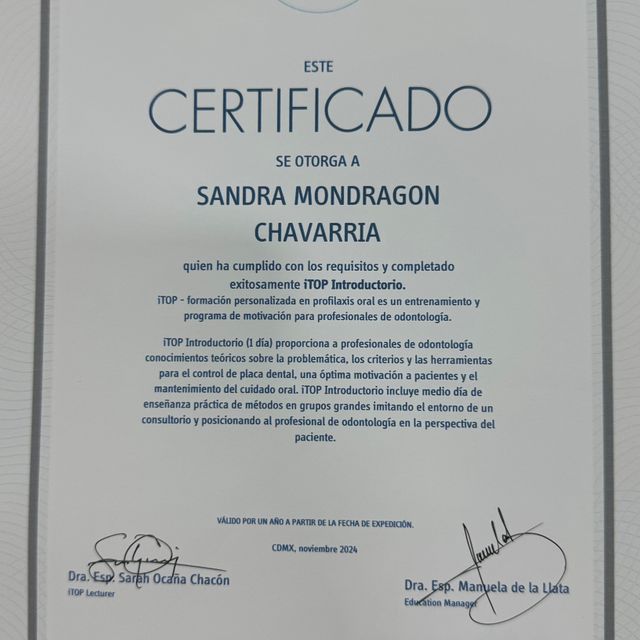 ESTE
CERTIFICADO
SE OTORGA A
SANDRA MONDRAGON
CHAVARRIA
quien ha cumplido con los requisitos y completado
exitosamente iTOP Introductorio.
iTOP - formación personalizada en profilaxis oral es un entrenamiento y
programa de motivación para profesionales de odontología.
iTOP Introductorio (1 día) proporciona a profesionales de odontología
conocimientos teóricos sobre la problemática, los criterios y las herramientas
para el control de placa dental, una óptima motivación a pacientes y el
mantenimiento del cuidado oral. iTOP Introductorio incluye medio día de
enseñanza práctica de métodos en grupos grandes imitando el entorno de un
consultorio y posicionando al profesional de odontología en la perspectiva del
paciente.
VÁLIDO POR UN AÑO A PARTIR DE LA FECHA DE EXPEDICIÓN.
CDMX, noviembre 2024
Dra. Esp. Sarah Ocaña Chacón
iTOP Lecturer
Dra. Esp. Manuela de la Llata
Education Manager